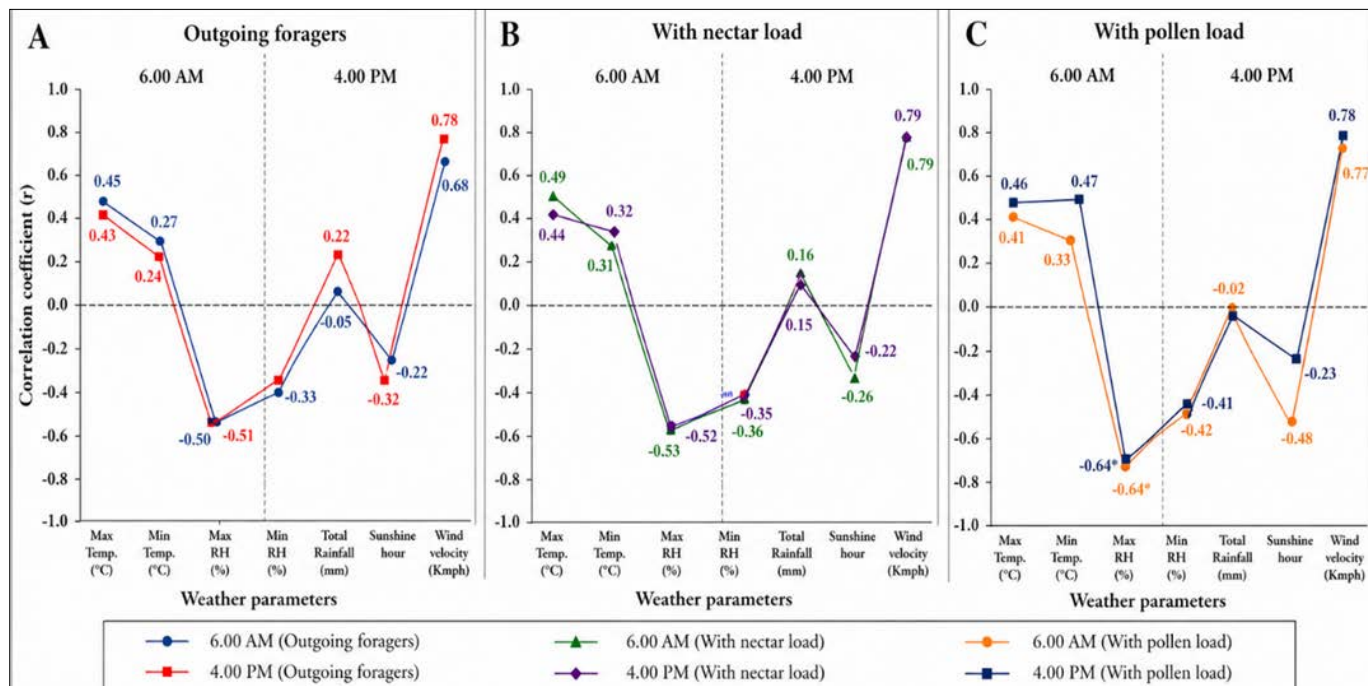 A
Outgoing foragers
6.00 AM
4.00 PM
Correlation coefficient (r)
1.0
0.8
0.6
0.4
0.2
0.0
-0.2
-0.4
-0.6
-0.8
-1.0
0.45
0.43
0.27
0.24
-0.50
-0.51
-0.33
0.22
-0.05
-0.22
-0.32
0.78
0.68
Max Temp. (°C)
Min Temp. (°C)
Max RH (%)
Min RH (%)
Total Rainfall (mm)
Sunshine hour
Wind velocity (Kmph)
Weather parameters
B
With nectar load
6.00 AM
4.00 PM
1.0
0.8
0.6
0.4
0.2
0.0
-0.2
-0.4
-0.6
-0.8
-1.0
0.49
0.44
0.32
0.31
-0.53
-0.52
-0.35
-0.36
0.16
0.15
-0.22
-0.26
0.79
0.79
Max Temp. (°C)
Min Temp. (°C)
Max RH (%)
Min RH (%)
Total Rainfall (mm)
Sunshine hour
Wind velocity (Kmph)
Weather parameters
C
With pollen load
6.00 AM
4.00 PM
1.0
0.8
0.6
0.4
0.2
0.0
-0.2
-0.4
-0.6
-0.8
-1.0
0.46
0.41
0.47
0.33
-0.64*
-0.64*
-0.41
-0.42
-0.02
-0.23
-0.48
0.78
0.77
Max Temp. (°C)
Min Temp. (°C)
Max RH (%)
Min RH (%)
Total Rainfall (mm)
Sunshine hour
Wind velocity (Kmph)
Weather parameters
6.00 AM (Outgoing foragers)
4.00 PM (Outgoing foragers)
6.00 AM (With nectar load)
4.00 PM (With nectar load)
6.00 AM (With pollen load)
4.00 PM (With pollen load)